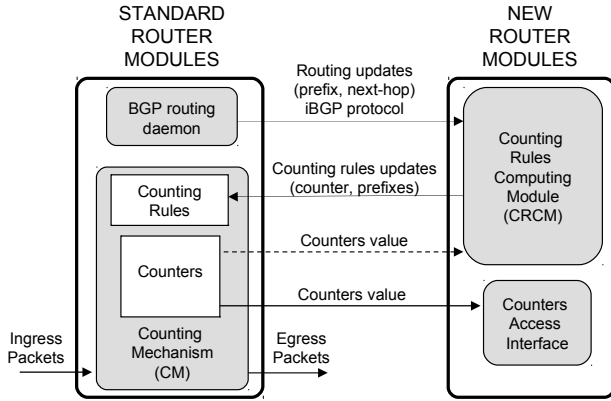 STANDARD
ROUTER
MODULES
NEW
ROUTER
MODULES
BGP routing
daemon
Routing updates
(prefix, next-hop)
iBGP protocol
Counting
Rules
Computing
Module
(CRCM)
Counting rules updates
(counter, prefixes)
Counting
Rules
Counters value
Counters
Counters value
Counters
Access
Interface
Ingress
Packets
Counting
Mechanism
(CM)
Egress
Packets